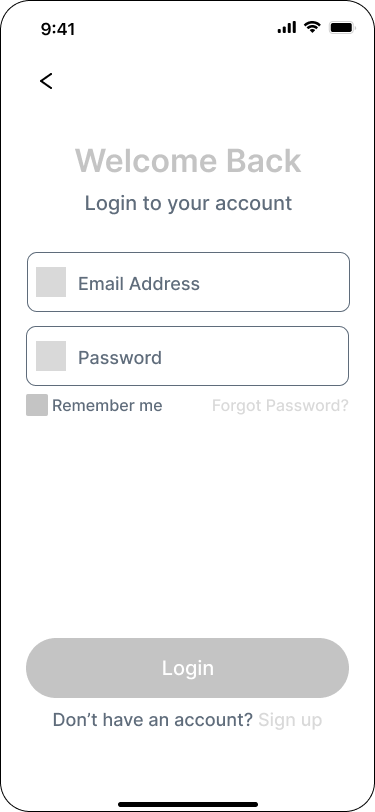 9:41
Welcome Back
Login to your account
Email Address
Password
Remember me Forgot Password?
Login
Don’t have an account? Sign up